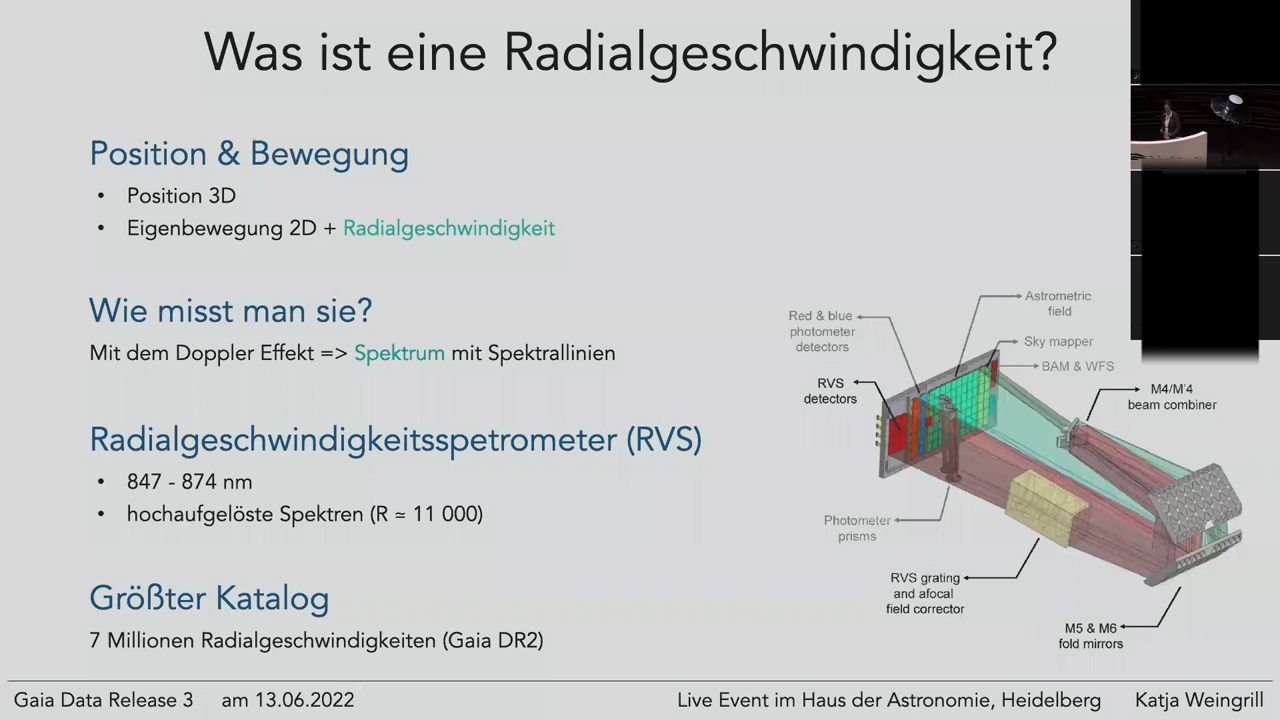 Was ist eine Radialgeschwindigkeit?
Position & Bewegung
• Position 3D
• Eigenbewegung 2D + Radialgeschwindigkeit
Wie misst man sie?
Mit dem Doppler Effekt => Spektrum mit Spektrallinien
Radialgeschwindigkeitsspetrometer (RVS)
• 847 - 874 nm
• hochaufgelöste Spektren (R ≃ 11 000)
Größter Katalog
7 Millionen Radialgeschwindigkeiten (Gaia DR2)
Astrometric
field
Red & blue
photometer
detectors
Sky mapper
BAM & WFS
RVS
detectors
M4/M'4
beam combiner
Photometer
prisms
RVS grating
and afocal
field corrector
M5 & M6
fold mirrors
Gaia Data Release 3 am 13.06.2022 Live Event im Haus der Astronomie, Heidelberg Katja Weingrill